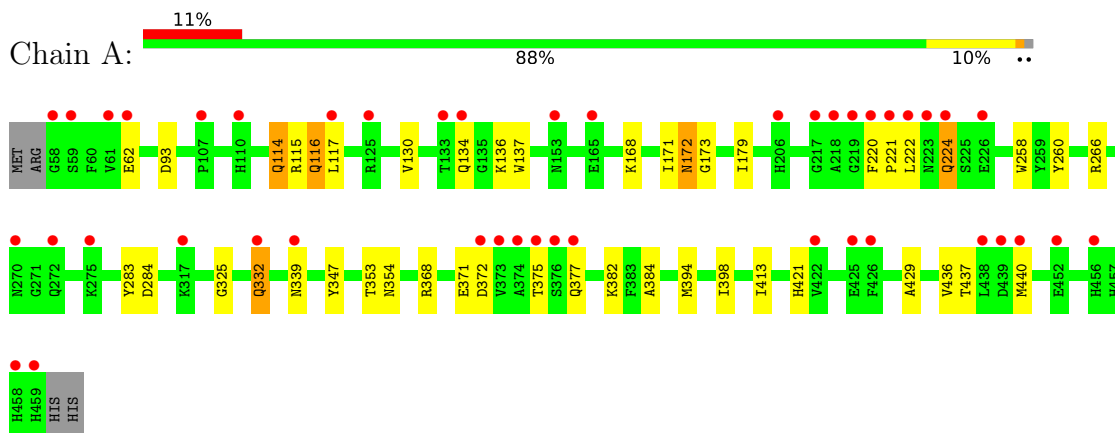 11%
Chain A:
88% 10% ••
MET ARG G58 S59 F60 V61 E62 D93 P107 H110 Q114 R115 Q116 L117 R125 V130 T133 Q134 G135 K136 W137 N153 E165 K168 I171 N172 G173 I179 H206 G217 A218 G219 F220 P221 L222 N223 Q224 S225 E226 W258 Y259 Y260 R266
N270 G271 Q272 K275 Y283 D284 K317 G325 Q332 N339 Y347 T353 N354 R368 E371 D372 V373 A374 T375 S376 Q377 K382 F383 A384 M394 I398 I413 H421 V422 E425 F426 A429 V436 T437 L438 D439 M440 E452 H456 H457
H458 H459 HIS HIS